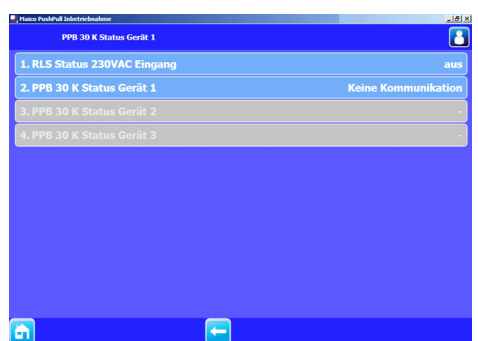 Maico PushPull Inbetriebnahme
PPB 30 K Status Gerät 1
1. RLS Status 230VAC Eingang aus
2. PPB 30 K Status Gerät 1 Keine Kommunikation
3. PPB 30 K Status Gerät 2 -
4. PPB 30 K Status Gerät 3 -